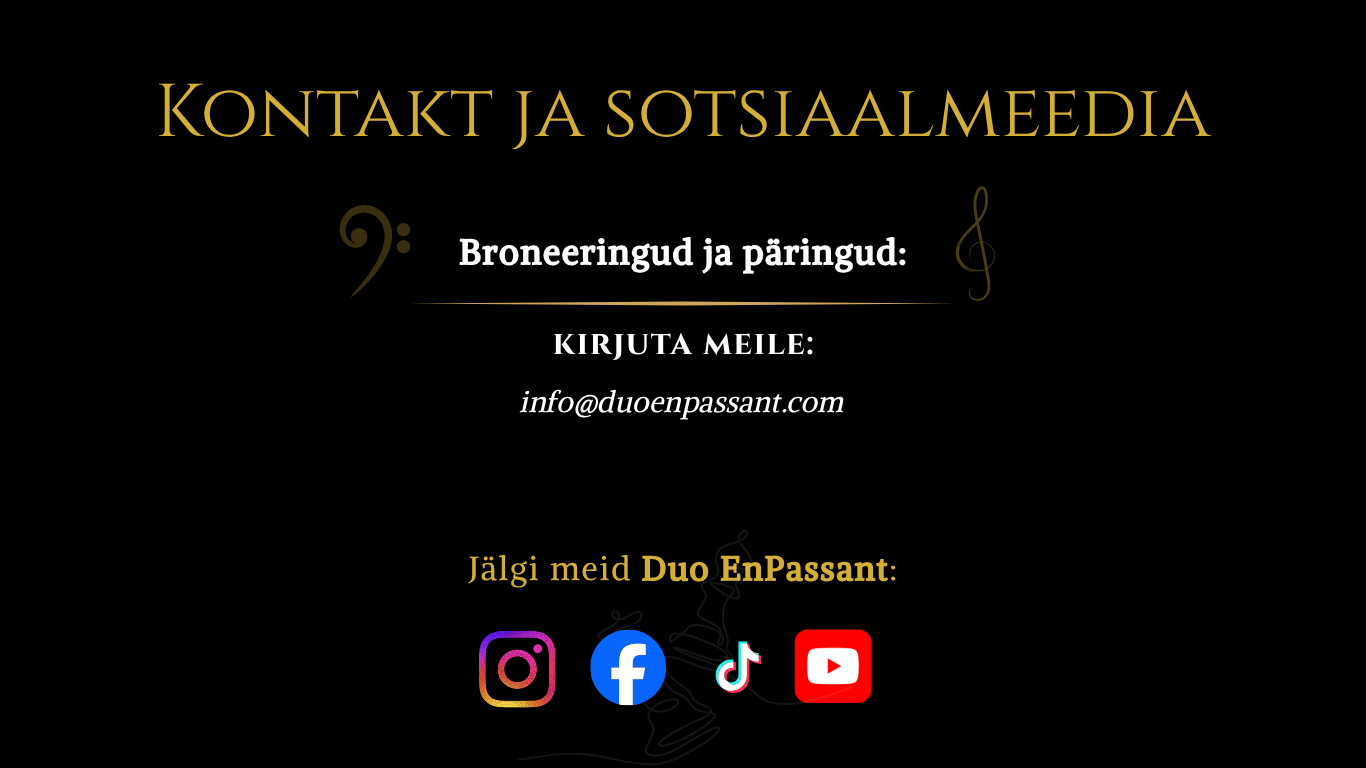 Kontakt ja sotsiaalmeedia
Broneeringud ja päringud:
KIRJUTA MEILE:
info@duoenpassant.com
Jälgi meid Duo EnPassant: